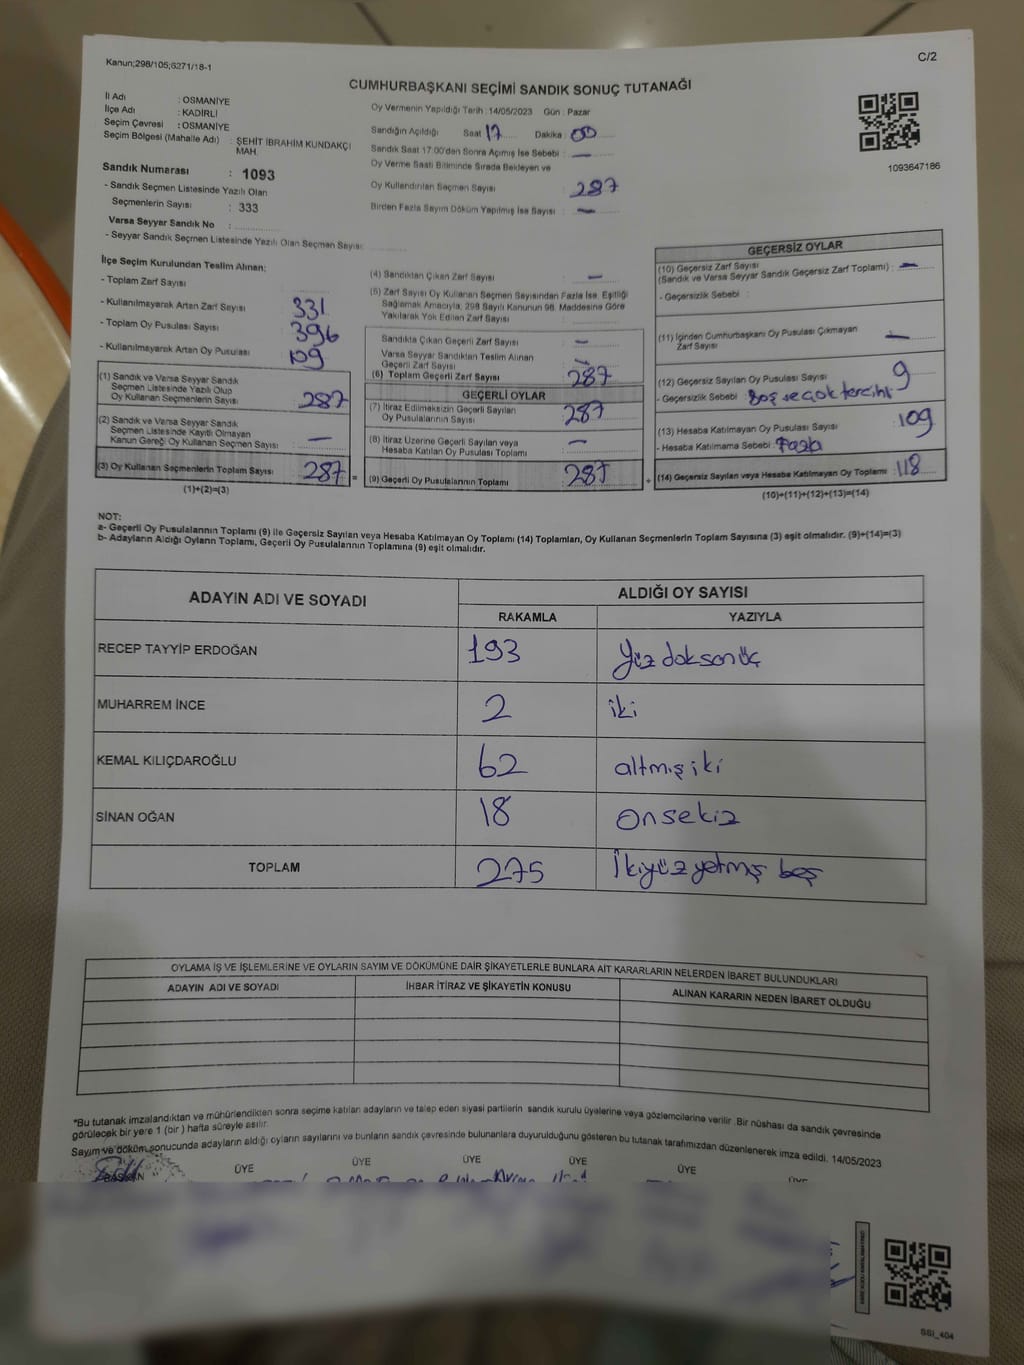 Kanun;298/105;6271/18-1
C/2
CUMHURBAŞKANI SEÇİMİ SANDIK SONUÇ TUTANAĞI
İl Adı : OSMANİYE
İlçe Adı : KADİRLİ
Seçim Çevresi : OSMANİYE
Seçim Bölgesi (Mahalle Adı) : ŞEHİT İBRAHİM KUNDAKÇI
MAH.
Sandık Numarası : 1093
- Sandık Seçmen Listesinde Yazılı Olan
Seçmenlerin Sayısı : 333
Varsa Seyyar Sandık No :
- Seyyar Sandık Seçmen Listesinde Yazılı Olan Seçmen Sayısı:
Oy Vermenin Yapıldığı Tarih : 14/05/2023 Gün : Pazar
Sandığın Açıldığı Saat 17 Dakika : 00
Sandık Saat 17:00'den Sonra Açımış İse Sebebi : —
Oy Verme Saati Bitiminde Sırada Bekleyen ve
Oy Kullandırılan Seçmen Sayısı : 287
Birden Fazla Sayım Döküm Yapılmış İse Sayısı : —
1093647186
İlçe Seçim Kurulundan Teslim Alınan:
- Toplam Zarf Sayısı
- Kullanılmayarak Artan Zarf Sayısı 331
- Toplam Oy Pusulası Sayısı 396
- Kullanılmayarak Artan Oy Pusulası 109
(1) Sandık ve Varsa Seyyar Sandık
Seçmen Listesinde Yazılı Olup
Oy Kullanan Seçmenlerin Sayısı : 287
(2) Sandık ve Varsa Seyyar Sandık
Seçmen Listesinde Kayıtlı Olmayan
Kanun Gereği Oy Kullanan Seçmen Sayısı : —
(3) Oy Kullanan Seçmenlerin Toplam Sayısı : 287 =
(1)+(2)=(3)
(4) Sandıktan Çıkan Zarf Sayısı : —
(5) Zarf Sayısı Oy Kullanan Seçmen Sayısından Fazla İse, Eşitliği
Sağlamak Amacıyla, 298 Sayılı Kanunun 98. Maddesine Göre
Yakılarak Yok Edilen Zarf Sayısı :
Sandıkta Çıkan Geçerli Zarf Sayısı : —
Varsa Seyyar Sandıktan Teslim Alınan
Geçerli Zarf Sayısı : —
(6) Toplam Geçerli Zarf Sayısı : 287
GEÇERLİ OYLAR
(7) İtiraz Edilmeksizin Geçerli Sayılan
Oy Pusulalarının Sayısı : 287
(8) İtiraz Üzerine Geçerli Sayılan veya
Hesaba Katılan Oy Pusulaları Toplamı : —
(9) Geçerli Oy Pusulalarının Toplamı : 287 +
GEÇERSİZ OYLAR
(10) Geçersiz Zarf Sayısı
(Sandık ve Varsa Seyyar Sandık Geçersiz Zarf Toplamı) : —
- Geçersizlik Sebebi :
(11) İçinden Cumhurbaşkanı Oy Pusulası Çıkmayan
Zarf Sayısı : —
(12) Geçersiz Sayılan Oy Pusulası Sayısı : 9
- Geçersizlik Sebebi : Boş ve çok tercihi
(13) Hesaba Katılmayan Oy Pusulası Sayısı : 109
- Hesaba Katılmama Sebebi : Fazla
(14) Geçersiz Sayılan veya Hesaba Katılmayan Oy Toplamı : 118
(10)+(11)+(12)+(13)=(14)
NOT:
a- Geçerli Oy Pusulalarının Toplamı (9) ile Geçersiz Sayılan veya Hesaba Katılmayan Oy Toplamı (14) Toplamları, Oy Kullanan Seçmenlerin Toplam Sayısına (3) eşit olmalıdır. (9)+(14)=(3)
b- Adayların Aldığı Oyların Toplamı, Geçerli Oy Pusulalarının Toplamına (9) eşit olmalıdır.
ADAYIN ADI VE SOYADI ALDIĞI OY SAYISI
RAKAMLA YAZIYLA
RECEP TAYYİP ERDOĞAN 193 Yüz doksonüç
MUHARREM İNCE 2 iki
KEMAL KILIÇDAROĞLU 62 altmış iki
SİNAN OĞAN 18 Onsekiz
TOPLAM 275 İkiyüz yetmiş beş
OYLAMA İŞ VE İŞLEMLERİNE VE OYLARIN SAYIM VE DÖKÜMÜNE DAİR ŞİKAYETLERLE BUNLARA AİT KARARLARIN NELERDEN İBARET BULUNDUKLARI
ADAYIN ADI VE SOYADI İHBAR İTİRAZ VE ŞİKAYETİN KONUSU ALINAN KARARIN NEDEN İBARET OLDUĞU
*Bu tutanak imzalandıktan ve mühürlendikten sonra seçime katılan adayların ve talep eden siyasi partilerin sandık kurulu üyelerine veya gözlemcilerine verilir. Bir nüshası da sandık çevresinde
görülecek bir yere 1 (bir) hafta süreyle asılır.
Sayım ve döküm sonucunda adayların aldığı oyların sayılarını ve bunların sandık çevresinde bulunanlara duyurulduğunu gösteren bu tutanak tarafımızdan düzenlenerek imza edildi. 14/05/2023
BAŞKAN ÜYE ÜYE ÜYE ÜYE ÜYE ÜYE
SSI_404